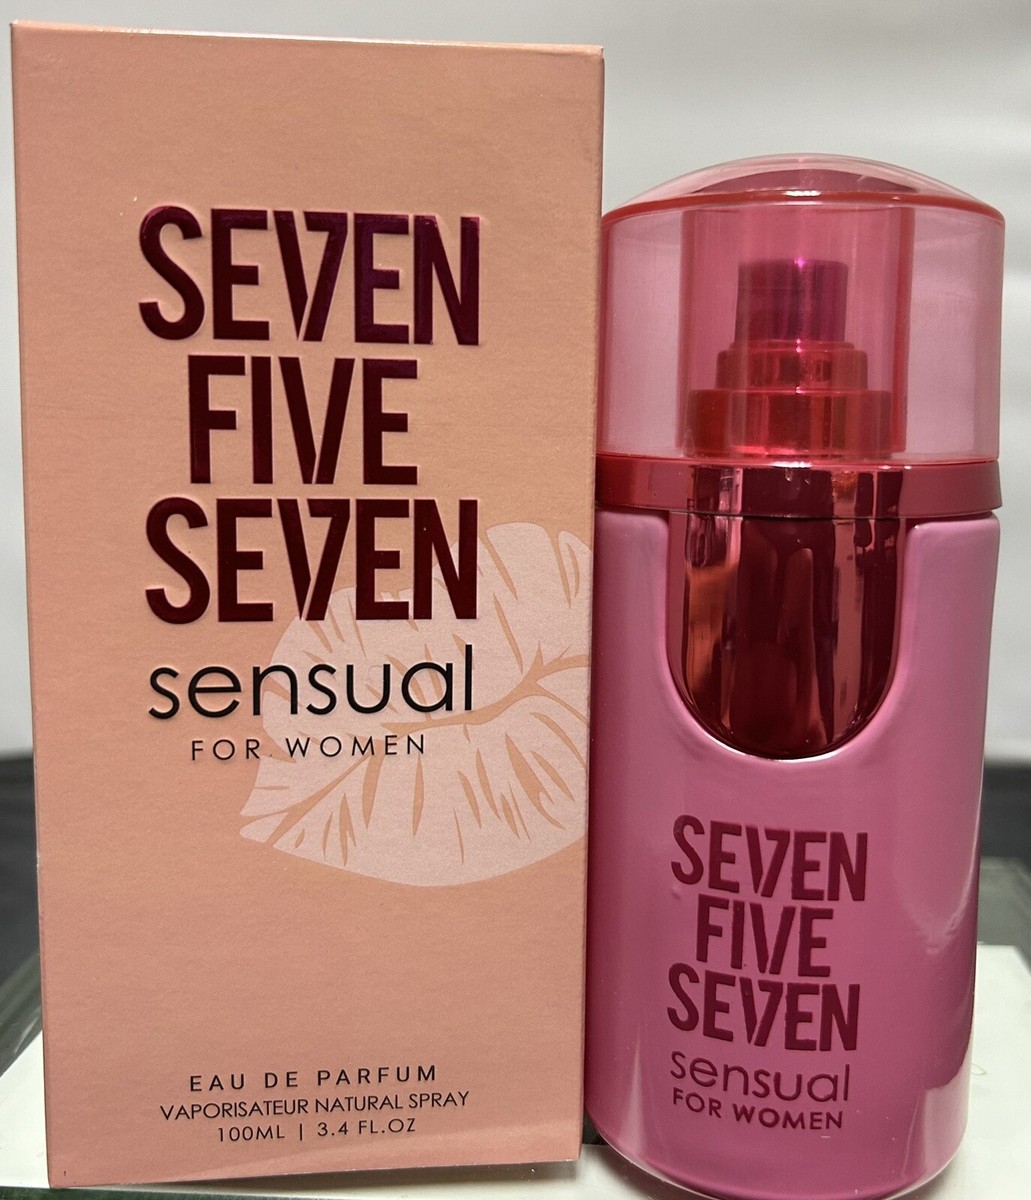 SEVEN
FIVE
SEVEN
sensual
FOR WOMEN
EAU DE PARFUM
VAPORISATEUR NATURAL SPRAY
100ML | 3.4 FL.OZ
SEVEN
FIVE
SEVEN
sensual
FOR WOMEN